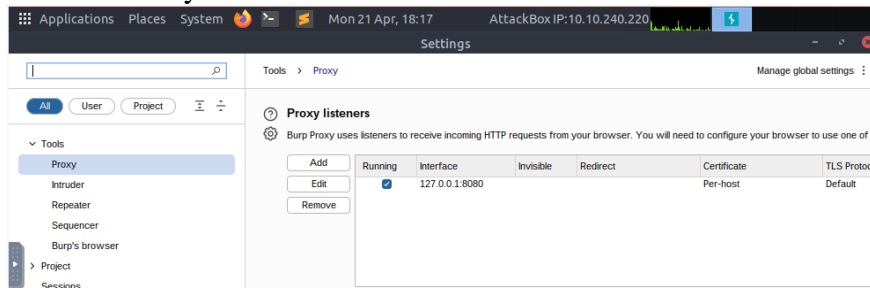 Applications Places System Mon 21 Apr, 18:17 AttackBox IP:10.10.240.220
Settings
Tools > Proxy Manage global settings
All User Project
Proxy listeners
Burp Proxy uses listeners to receive incoming HTTP requests from your browser. You will need to configure your browser to use one of
Tools
Proxy
Intruder
Repeater
Sequencer
Burp's browser
Project
Sessions
Add
Edit
Remove
Running Interface Invisible Redirect Certificate TLS Protoc
127.0.0.1:8080 Per-host Default